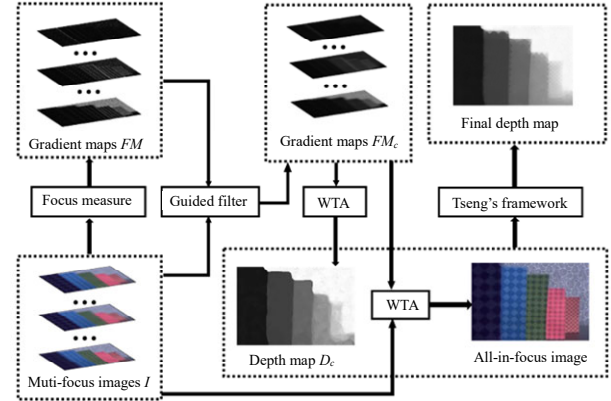 Gradient maps FM
Gradient maps FMc
Final depth map
Focus measure
Guided filter
WTA
Tseng's framework
WTA
Depth map Dc
All-in-focus image
Muti-focus images I